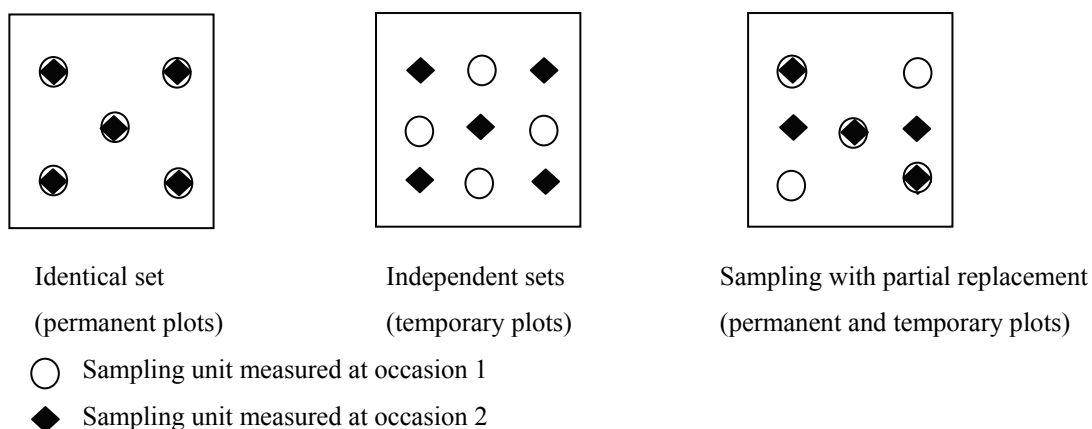 Identical set
(permanent plots)
Independent sets
(temporary plots)
Sampling with partial replacement
(permanent and temporary plots)
Sampling unit measured at occasion 1
Sampling unit measured at occasion 2